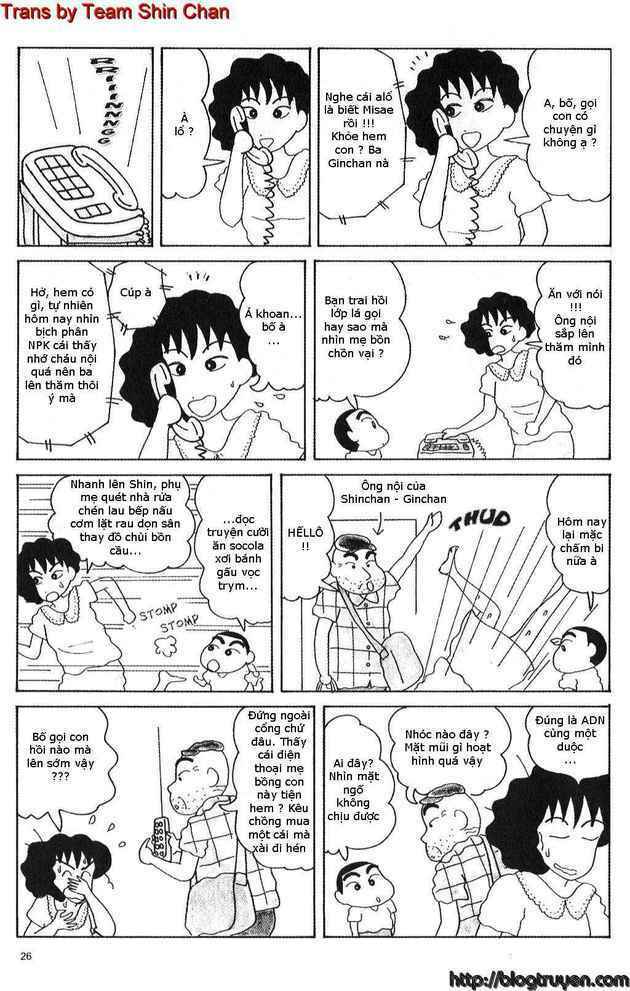 Trans by Team Shin Chan
RRIINNGG
À
lố ?
Nghe cái alố
là biết Misae
rồi !!!
Khỏe hem
con ? Ba
Ginchan nà
A, bố, gọi
con có
chuyện gì
không ạ ?
Hở, hem có
gì, tự nhiên
hôm nay nhìn
bịch phân
NPK cái thấy
nhớ cháu nội
quá nên ba
lên thăm thôi
ý mà
Cúp à
Á khoan...
bố à
...
Bạn trai hồi
lớp lá gọi
hay sao mà
nhìn mẹ bồn
chồn vại ?
Ăn với nói
!!!
Ông nội
sắp lên
thăm mình
đó
Nhanh lên Shin, phụ
mẹ quét nhà rửa
chén lau bếp nấu
cơm lặt rau dọn sân
thay đồ chùi bồn
cầu...
...đọc
truyện cười
ăn socola
xơi bánh
gấu vọc
trym...
STOMP
STOMP
Ông nội của
Shinchan - Ginchan
HẾLLÔ
!!
THUD
Hôm nay
lại mặc
chấm bi
nữa à
Bố gọi con
hồi nào mà
lên sớm vậy
???
Đứng ngoài
cổng chứ
đâu. Thấy
cái điện
thoại mẹ
bồng con
này tiện
hem ? Kêu
chồng mua
một cái mà
xài đi hén
Ai đây?
Nhìn mặt
ngố
không
chịu được
Nhóc nào đây ?
Mặt mũi gì hoạt
hình quá vậy
Đúng là ADN
cùng một
duộc
...
26
http://blogtruyen.com